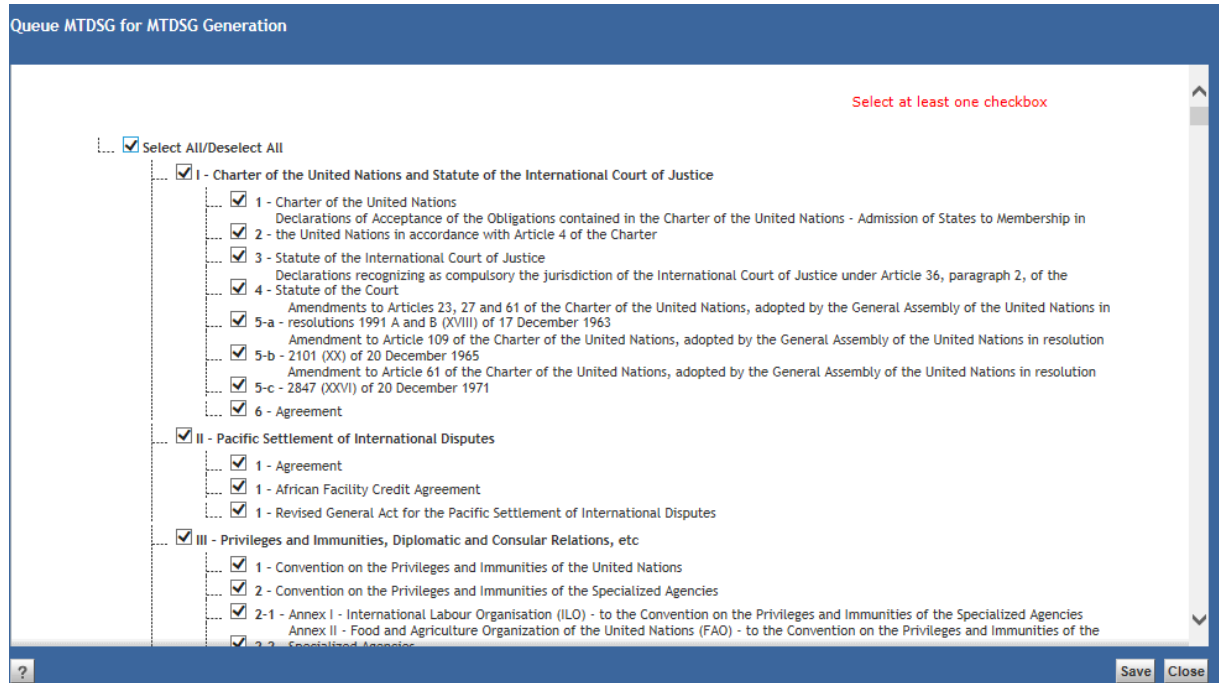 Queue MTDSG for MTDSG Generation
Select at least one checkbox
Select All/Deselect All
I - Charter of the United Nations and Statute of the International Court of Justice
1 - Charter of the United Nations
Declarations of Acceptance of the Obligations contained in the Charter of the United Nations - Admission of States to Membership in
2 - the United Nations in accordance with Article 4 of the Charter
3 - Statute of the International Court of Justice
Declarations recognizing as compulsory the jurisdiction of the International Court of Justice under Article 36, paragraph 2, of the
4 - Statute of the Court
Amendments to Articles 23, 27 and 61 of the Charter of the United Nations, adopted by the General Assembly of the United Nations in
5-a - resolutions 1991 A and B (XVIII) of 17 December 1963
Amendment to Article 109 of the Charter of the United Nations, adopted by the General Assembly of the United Nations in resolution
5-b - 2101 (XX) of 20 December 1965
Amendment to Article 61 of the Charter of the United Nations, adopted by the General Assembly of the United Nations in resolution
5-c - 2847 (XXVI) of 20 December 1971
6 - Agreement
II - Pacific Settlement of International Disputes
1 - Agreement
1 - African Facility Credit Agreement
1 - Revised General Act for the Pacific Settlement of International Disputes
III - Privileges and Immunities, Diplomatic and Consular Relations, etc
1 - Convention on the Privileges and Immunities of the United Nations
2 - Convention on the Privileges and Immunities of the Specialized Agencies
2-1 - Annex I - International Labour Organisation (ILO) - to the Convention on the Privileges and Immunities of the Specialized Agencies
Annex II - Food and Agriculture Organization of the United Nations (FAO) - to the Convention on the Privileges and Immunities of the
2-2 - Specialized Agencies
?
Save Close